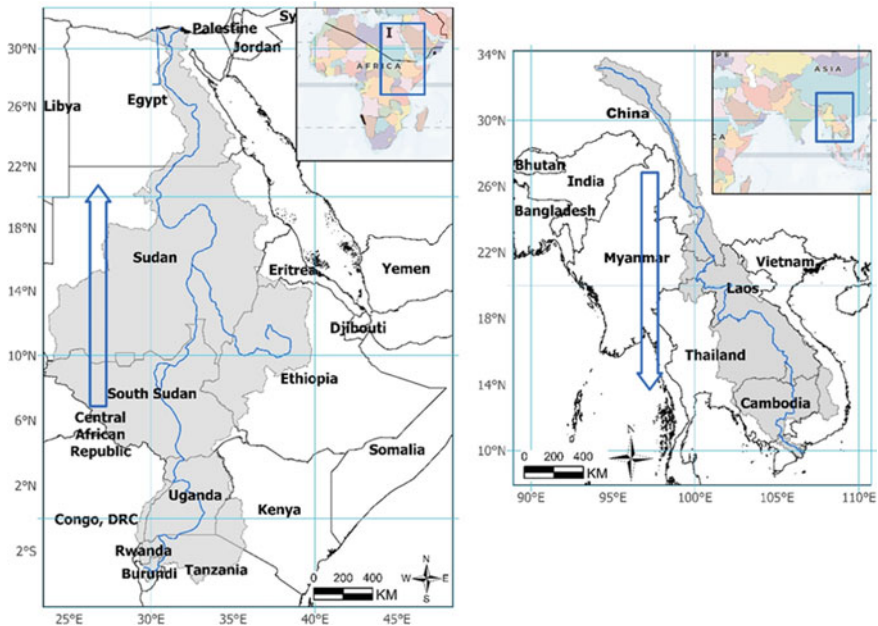 30°N
26°N
22°N
18°N
14°N
10°N
6°N
2°N
2°S
25°E
30°E
35°E
40°E
45°E
Palestine
Sy
Jordan
Libya
Egypt
Sudan
Eritrea
Yemen
Djibouti
Ethiopia
South Sudan
Central
African
Republic
Somalia
Uganda
Kenya
Congo, DRC
Rwanda
Burundi
Tanzania
0 200 400
KM
N
W E
S
I
AFRICA
34°N
30°N
26°N
22°N
18°N
14°N
10°N
90°E
95°E
100°E
105°E
110°E
China
Bhutan
India
Bangladesh
Myanmar
Vietnam
Laos
Thailand
Cambodia
0 200 400
KM
N
ASIA